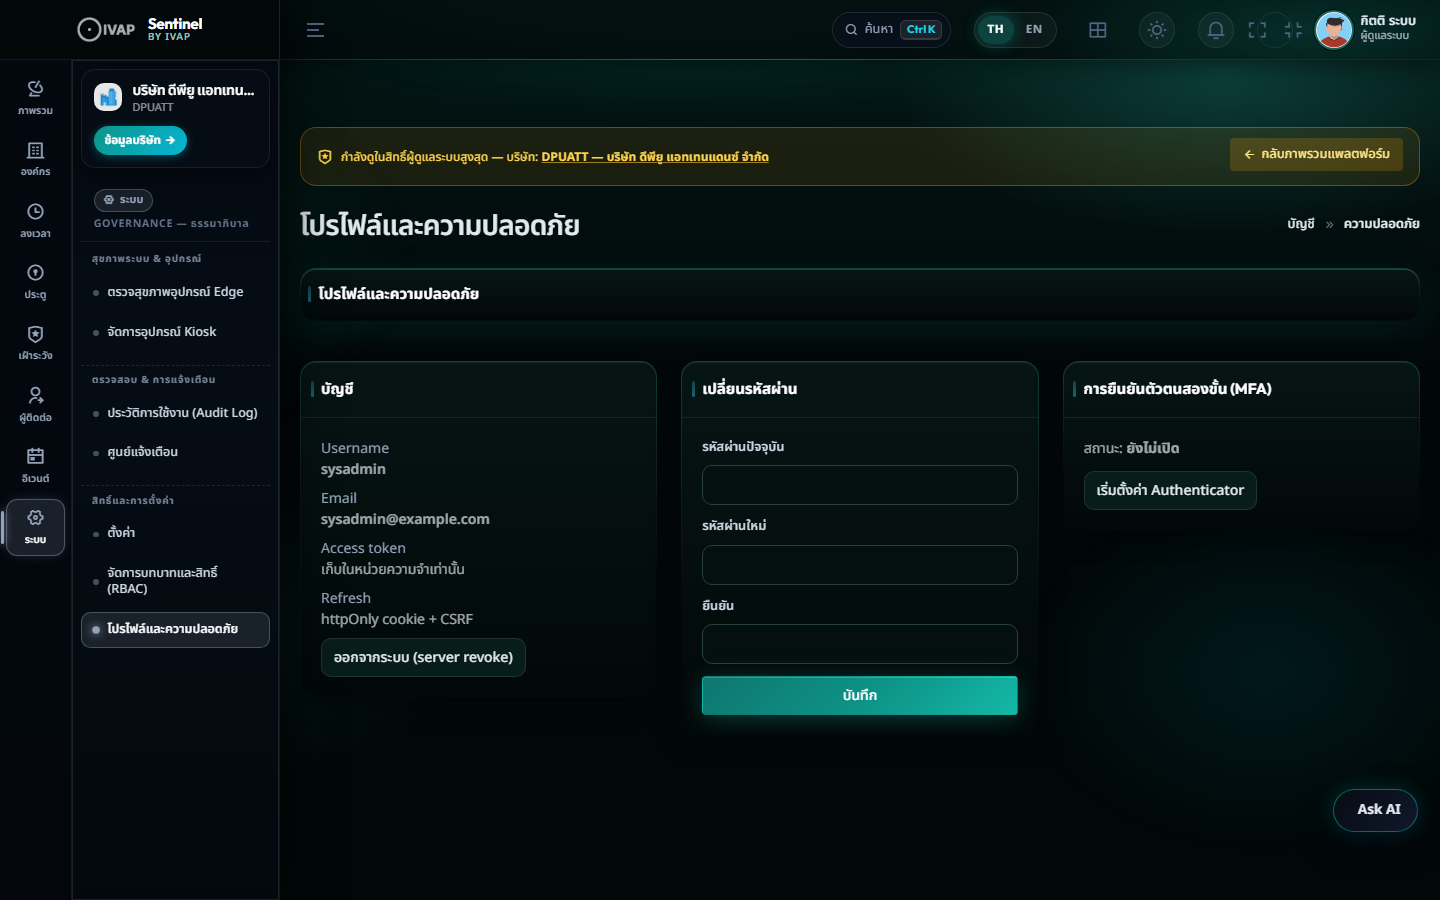 IVAP
Sentinel
BY IVAP
ค้นหา
Ctrl K
TH
EN
กิตติ ระบบ
ผู้ดูแลระบบ
ภาพรวม
องค์กร
ลงเวลา
ประตู
เฝ้าระวัง
ผู้ติดต่อ
อีเวนต์
ระบบ
บริษัท ดีพียู แอทเทน...
DPUATT
ข้อมูลบริษัท →
ระบบ
GOVERNANCE — ธรรมาภิบาล
สุขภาพระบบ & อุปกรณ์
ตรวจสุขภาพอุปกรณ์ Edge
จัดการอุปกรณ์ Kiosk
ตรวจสอบ & การแจ้งเตือน
ประวัติการใช้งาน (Audit Log)
ศูนย์แจ้งเตือน
สิทธิ์และการตั้งค่า
ตั้งค่า
จัดการบทบาทและสิทธิ์
(RBAC)
โปรไฟล์และความปลอดภัย
กำลังดูในสิทธิ์ผู้ดูแลระบบสูงสุด — บริษัท: DPUATT — บริษัท ดีพียู แอทเทนแดนซ์ จำกัด
← กลับภาพรวมแพลตฟอร์ม
โปรไฟล์และความปลอดภัย
บัญชี » ความปลอดภัย
โปรไฟล์และความปลอดภัย
บัญชี
Username
sysadmin
Email
sysadmin@example.com
Access token
เก็บในหน่วยความจำเท่านั้น
Refresh
httpOnly cookie + CSRF
ออกจากระบบ (server revoke)
เปลี่ยนรหัสผ่าน
รหัสผ่านปัจจุบัน
รหัสผ่านใหม่
ยืนยัน
บันทึก
การยืนยันตัวตนสองขั้น (MFA)
สถานะ: ยังไม่เปิด
เริ่มตั้งค่า Authenticator
Ask AI